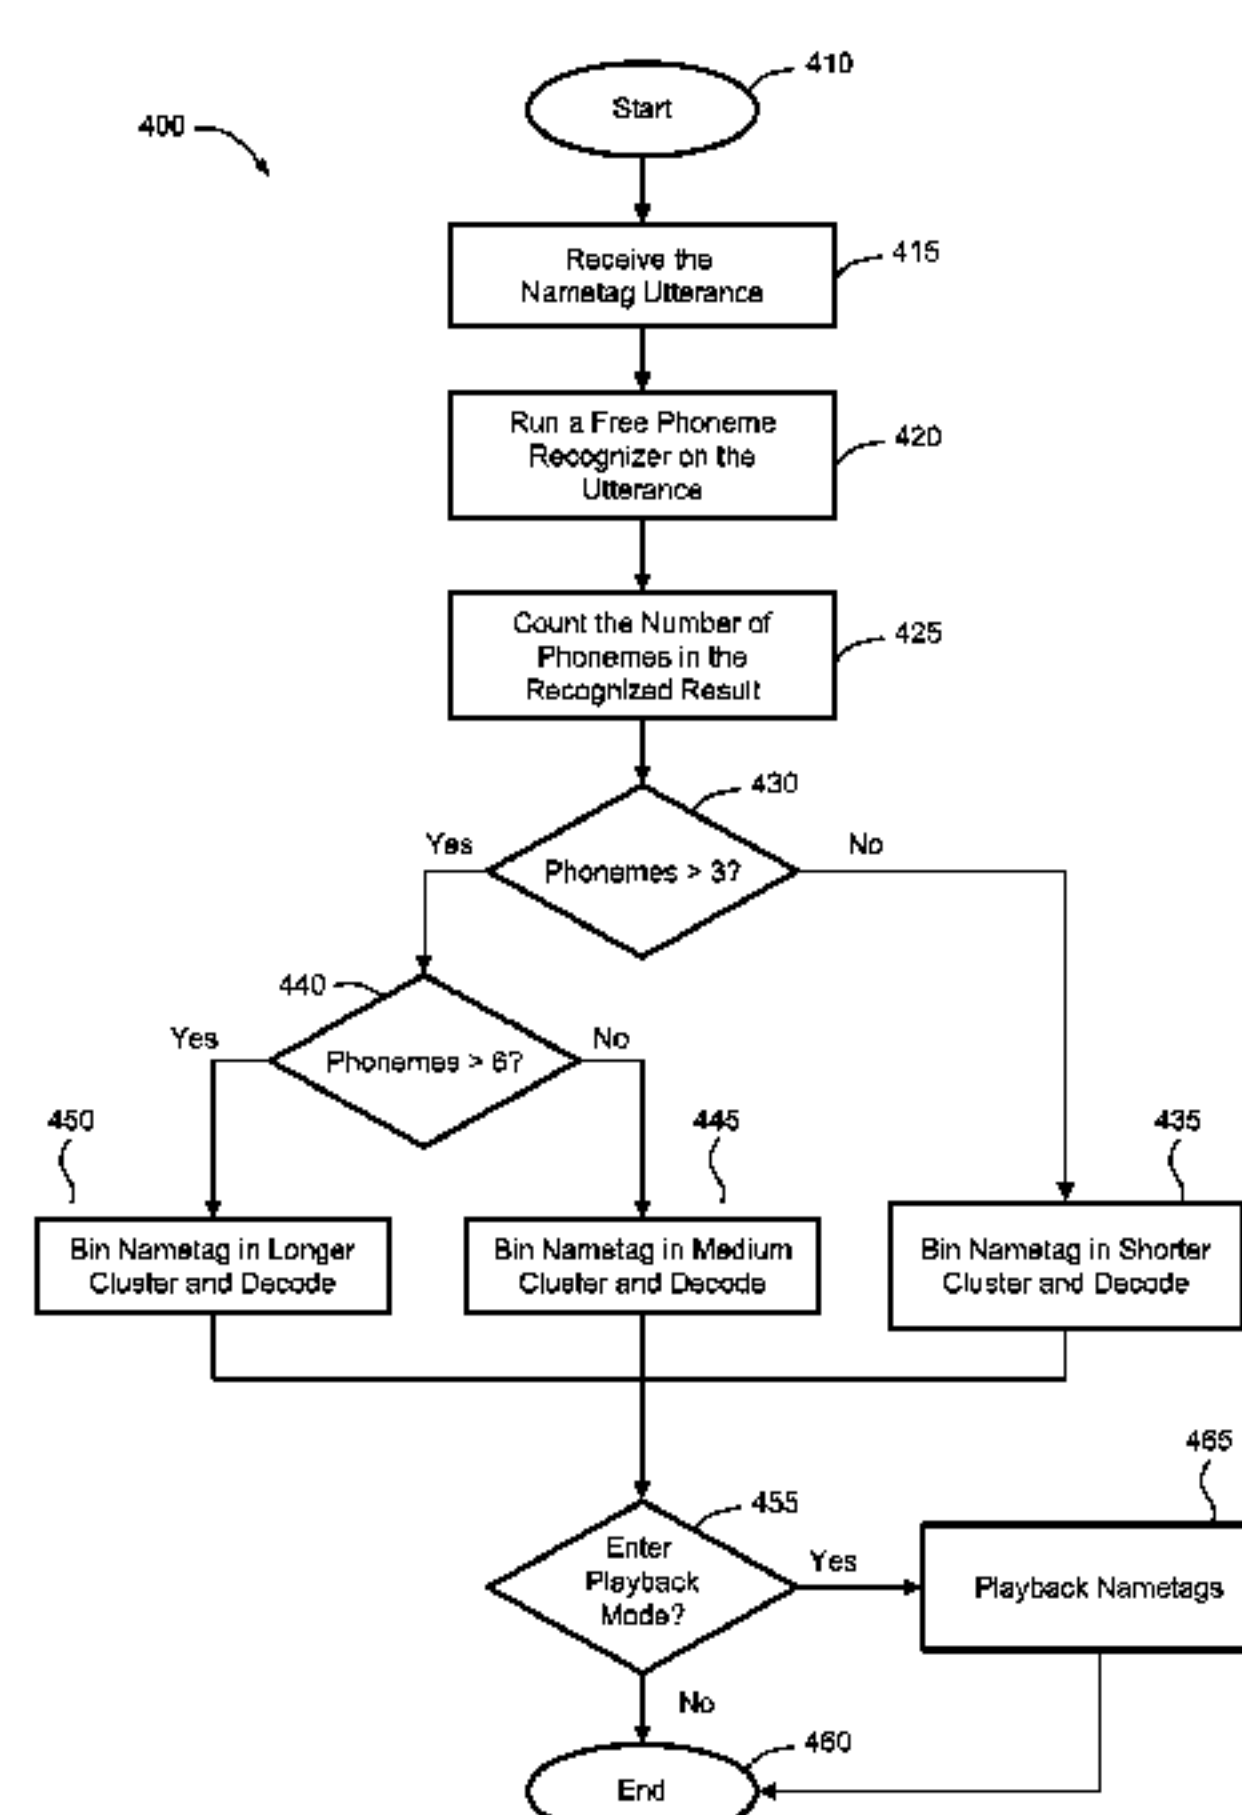 410
Start
400
415
Receive the
Nametag Utterance
420
Run a Free Phoneme
Recognizer on the
Utterance
425
Count the Number of
Phonemes in the
Recognized Result
430
Yes
No
Phonemes > 3?
440
Yes
No
Phonemes > 6?
450
445
435
Bin Nametag in Longer
Cluster and Decode
Bin Nametag in Medium
Cluster and Decode
Bin Nametag in Shorter
Cluster and Decode
465
455
Enter
Playback
Mode?
Yes
Playback Nametags
No
460
End